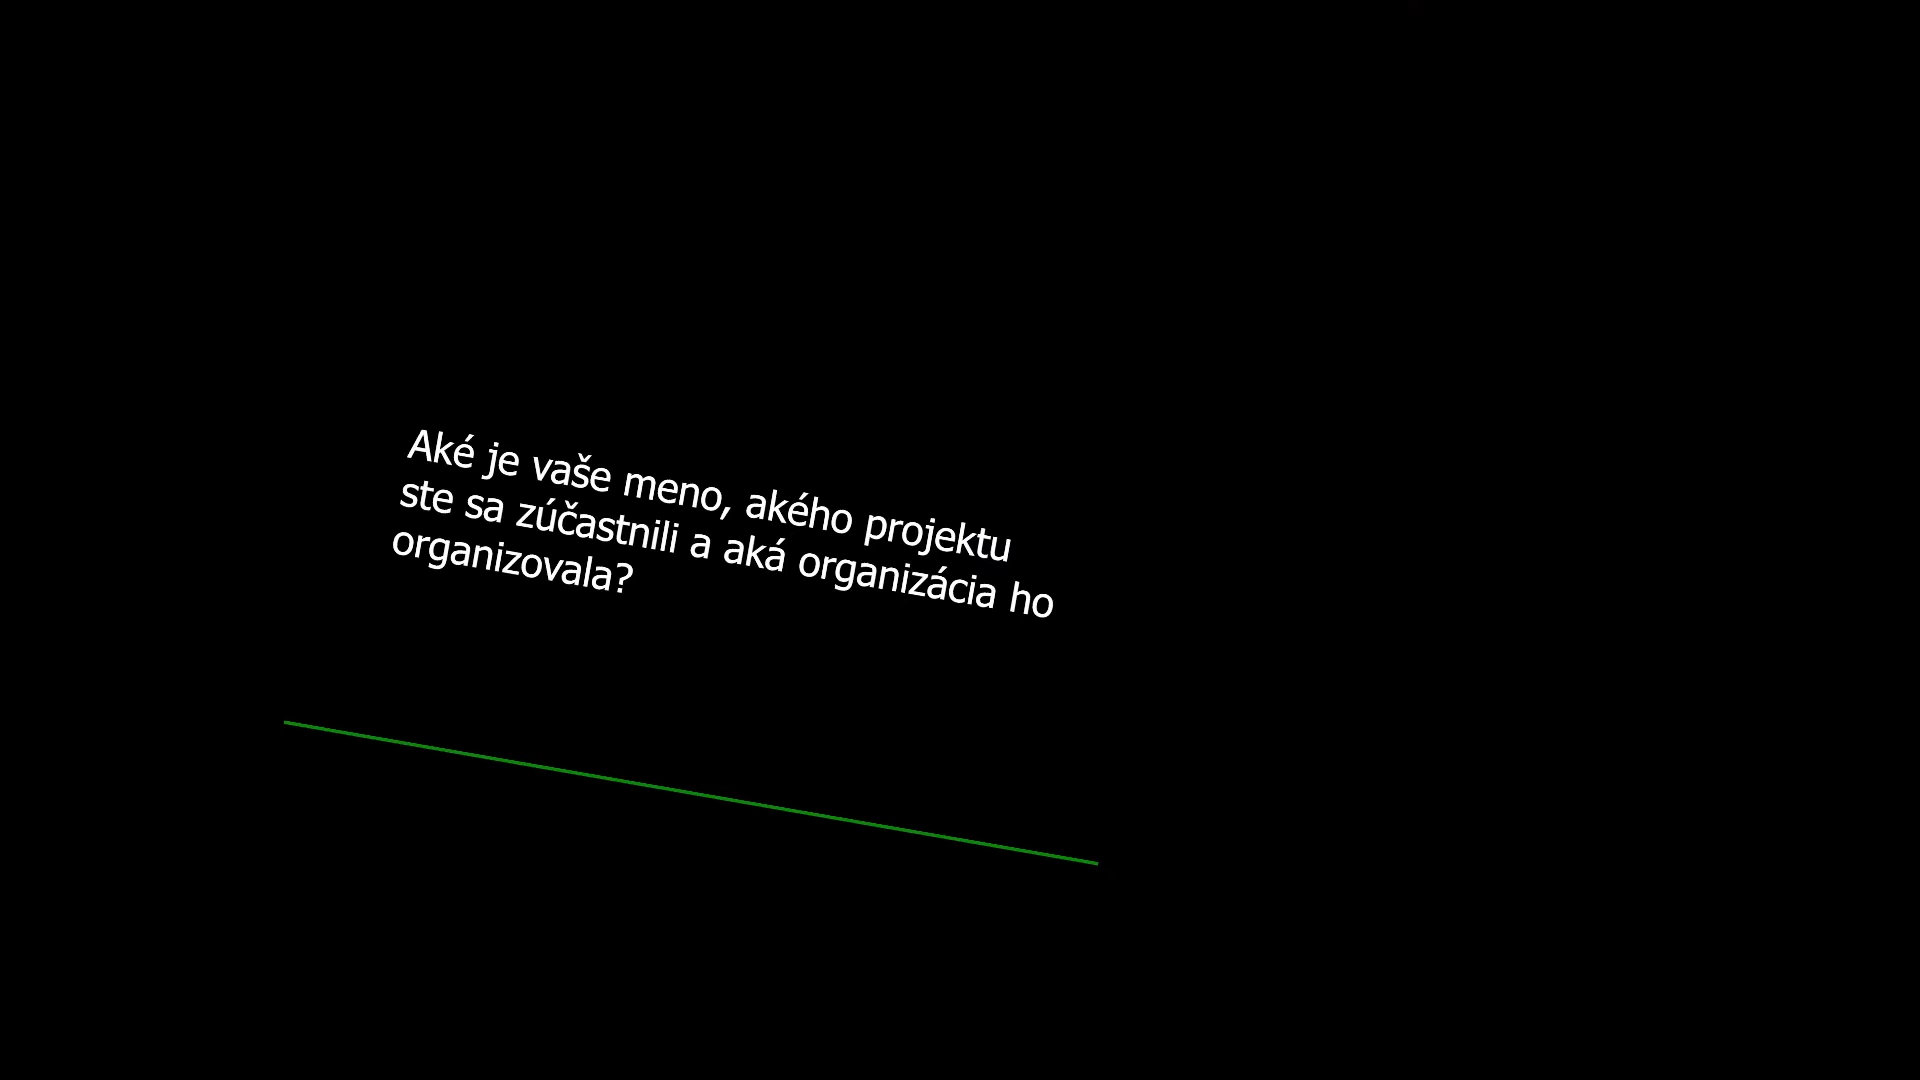 Aké je vaše meno, akého projektu
ste sa zúčastnili a aká organizácia ho
organizovala?